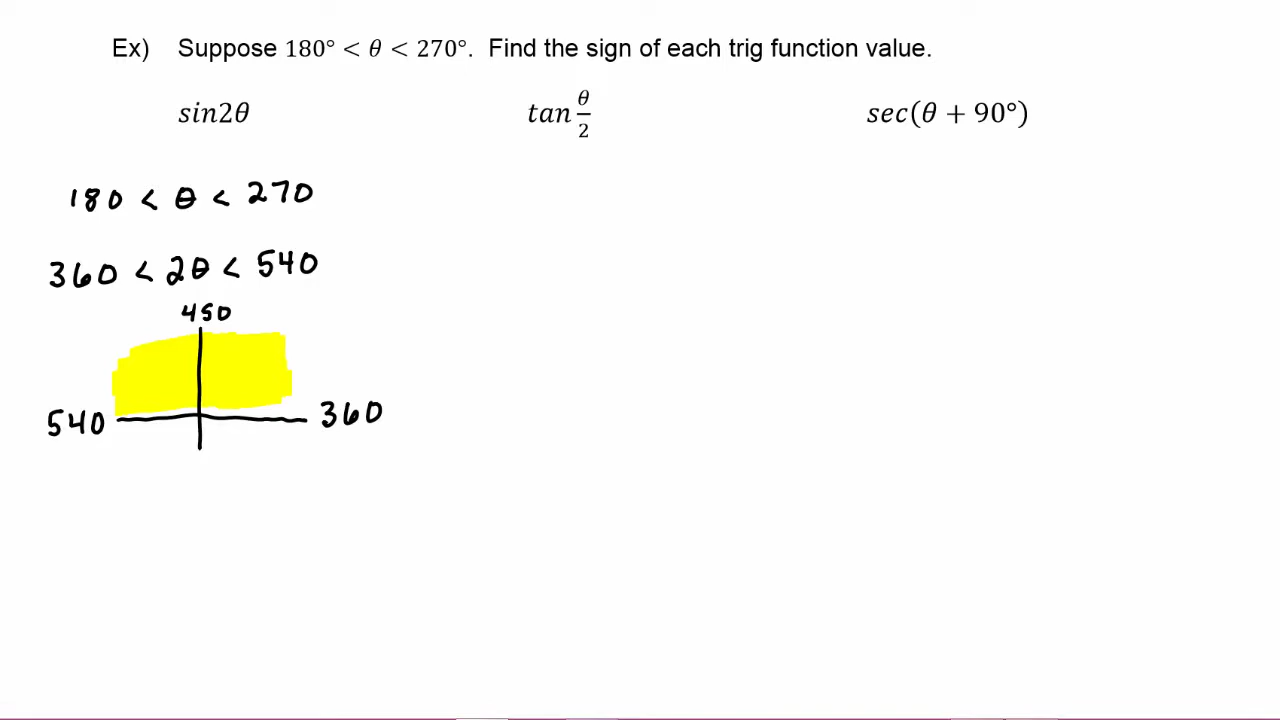 Ex) Suppose 180° < θ < 270°. Find the sign of each trig function value.
sin2θ tan θ/2 sec(θ + 90°)
180 < θ < 270
360 < 2θ < 540
450
540 360